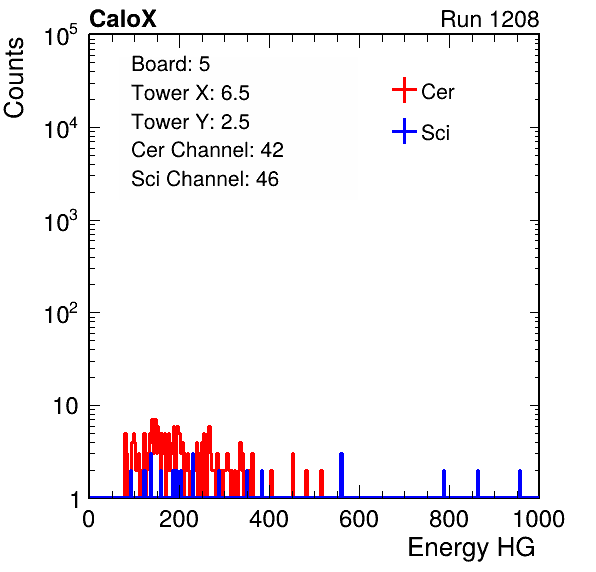 CaloX Run 1208
Counts
10^5
10^4
10^3
10^2
10
1
Board: 5
Tower X: 6.5
Tower Y: 2.5
Cer Channel: 42
Sci Channel: 46
Cer
Sci
0 200 400 600 800 1000
Energy HG